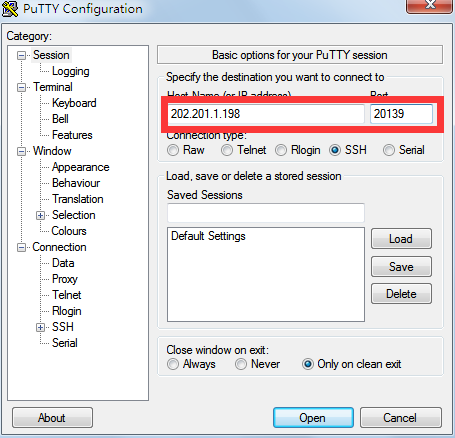 PuTTY Configuration
Category:
Session
Logging
Terminal
Keyboard
Bell
Features
Window
Appearance
Behaviour
Translation
Selection
Colours
Connection
Data
Proxy
Telnet
Rlogin
SSH
Serial
Basic options for your PuTTY session
Specify the destination you want to connect to
Host Name (or IP address) Port
202.201.1.198 20139
Connection type:
Raw Telnet Rlogin SSH Serial
Load, save or delete a stored session
Saved Sessions
Default Settings
Load
Save
Delete
Close window on exit:
Always Never Only on clean exit
About Open Cancel